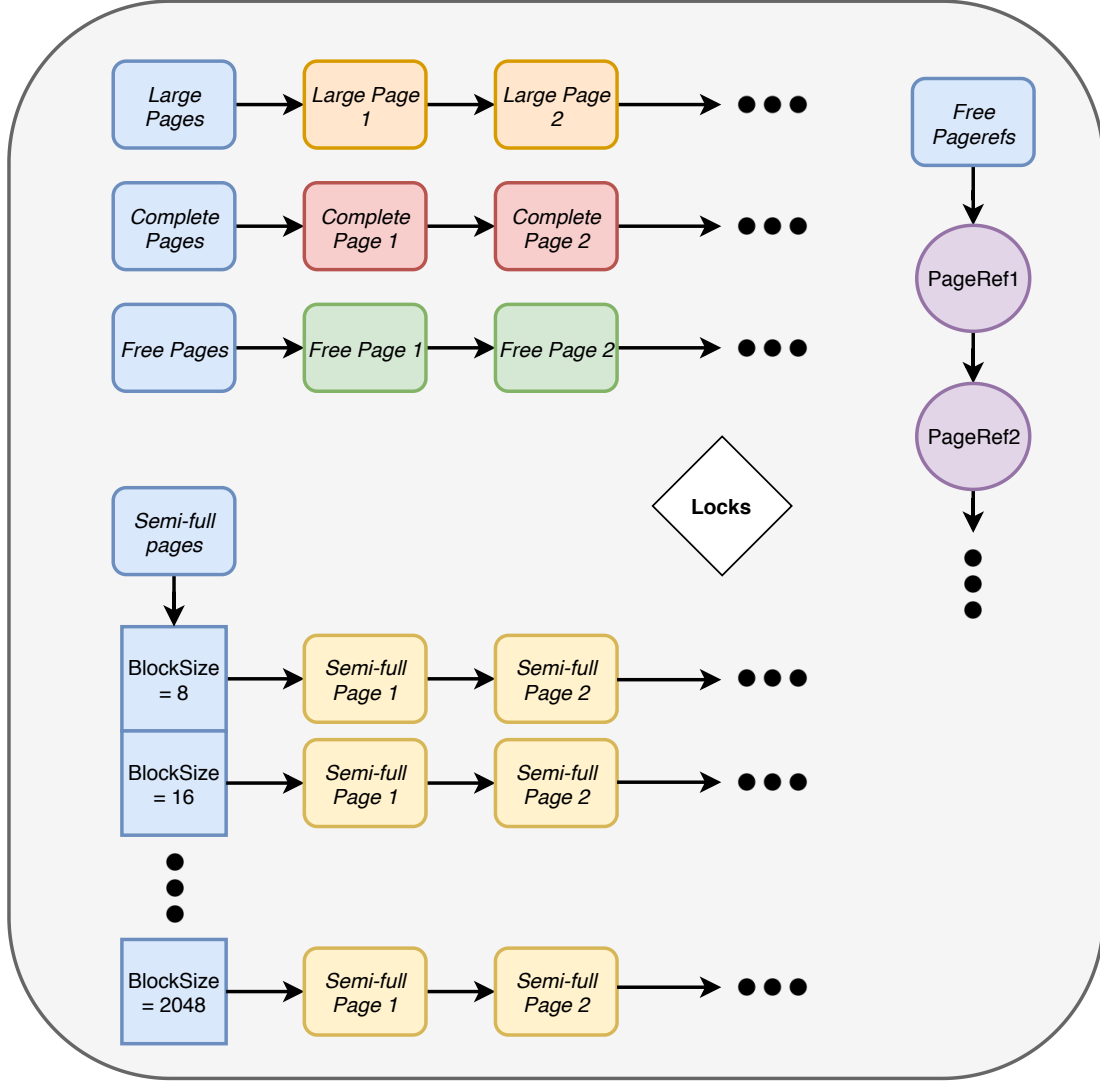 Large
Pages
Large Page
1
Large Page
2
Free
Pagerefs
Complete
Pages
Complete
Page 1
Complete
Page 2
PageRef1
Free Pages
Free Page 1
Free Page 2
PageRef2
Semi-full
pages
Locks
BlockSize
= 8
Semi-full
Page 1
Semi-full
Page 2
BlockSize
= 16
Semi-full
Page 1
Semi-full
Page 2
BlockSize
= 2048
Semi-full
Page 1
Semi-full
Page 2